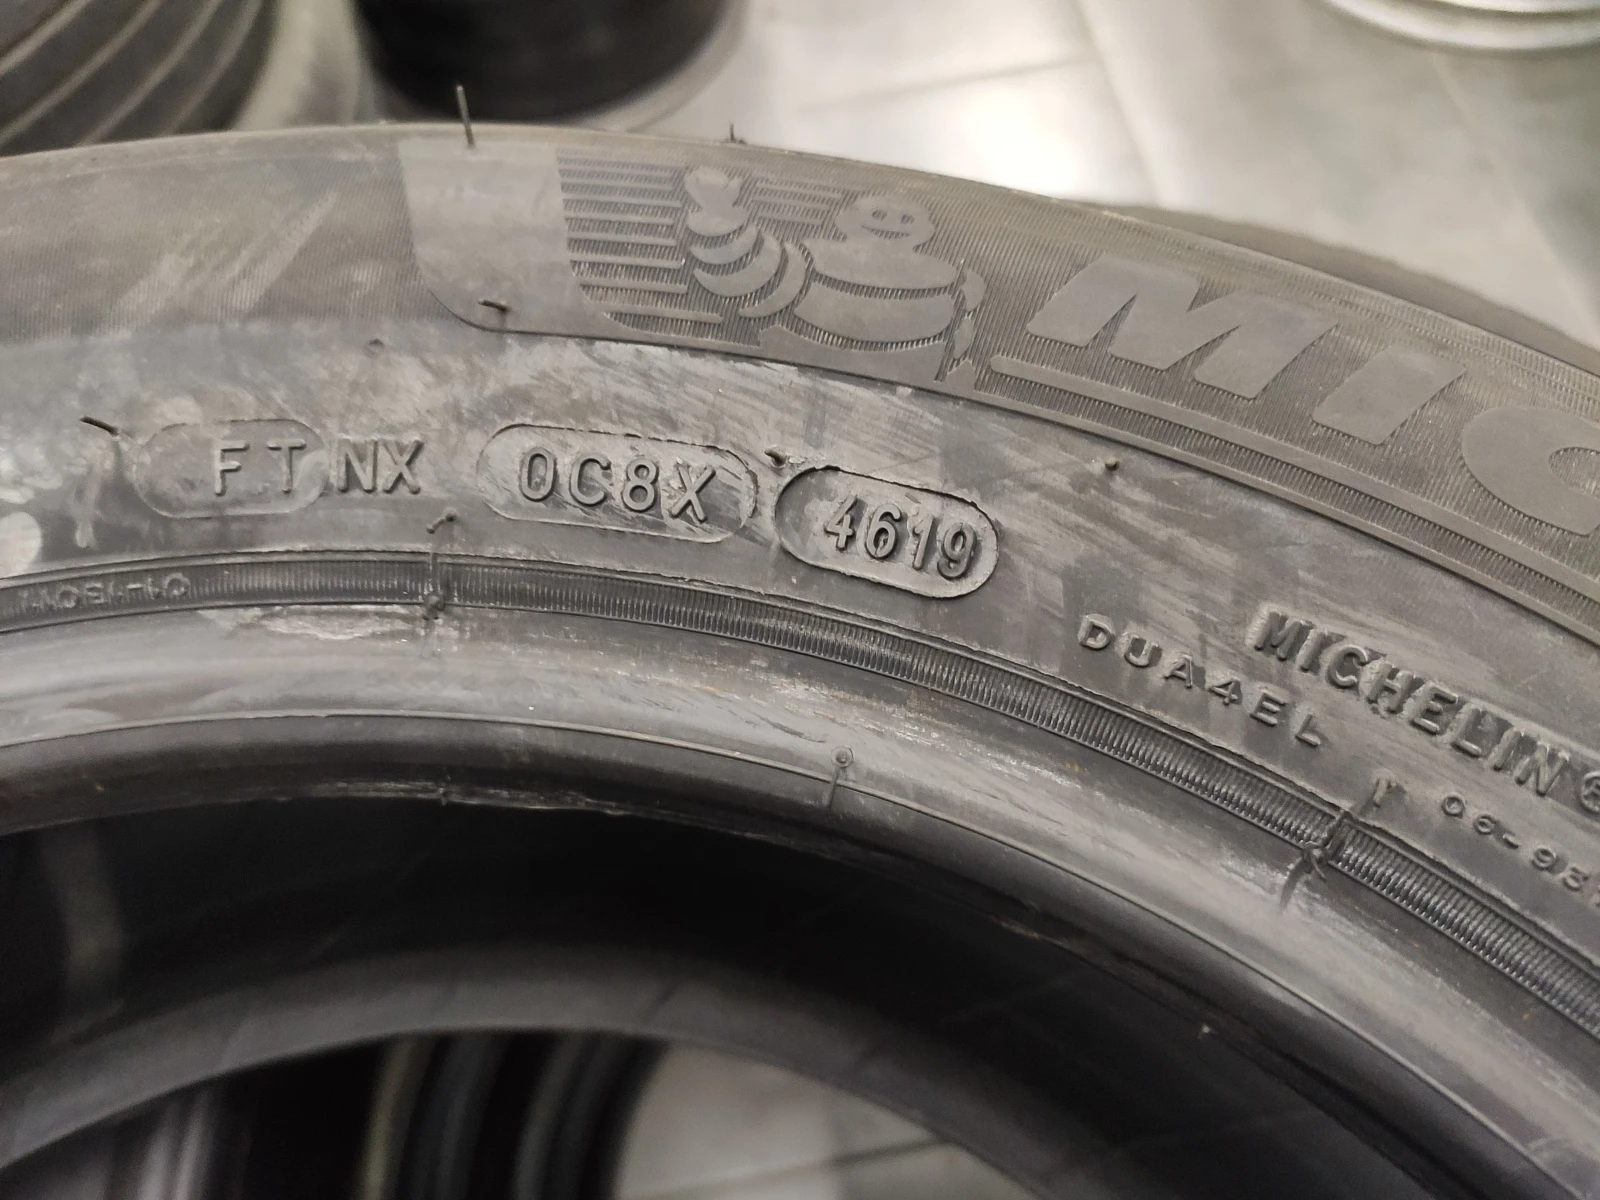 MIC
FT NX 0C8X 4619
MICHELIN®
DUA4EL